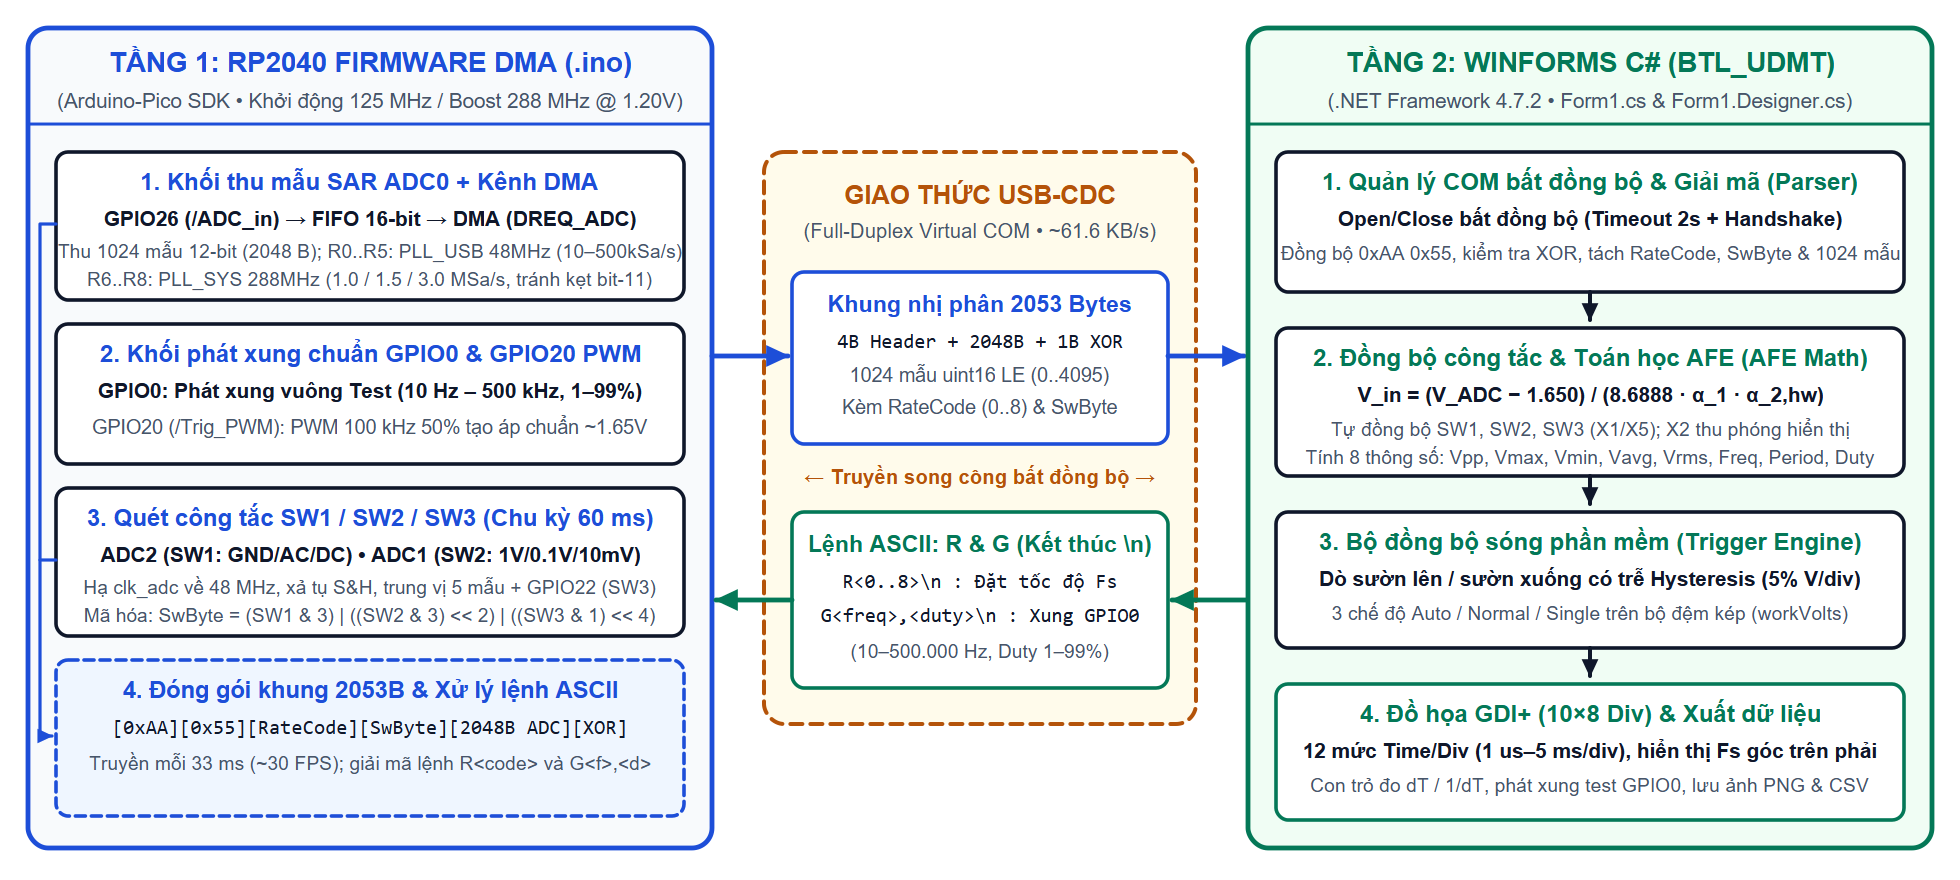 TẦNG 1: RP2040 FIRMWARE DMA (.ino)
(Arduino-Pico SDK • Khởi động 125 MHz / Boost 288 MHz @ 1.20V)
1. Khối thu mẫu SAR ADC0 + Kênh DMA
GPIO26 (/ADC_in) → FIFO 16-bit → DMA (DREQ_ADC)
Thu 1024 mẫu 12-bit (2048 B); R0..R5: PLL_USB 48MHz (10–500kSa/s)
R6..R8: PLL_SYS 288MHz (1.0 / 1.5 / 3.0 MSa/s, tránh kẹt bit-11)
2. Khối phát xung chuẩn GPIO0 & GPIO20 PWM
GPIO0: Phát xung vuông Test (10 Hz – 500 kHz, 1–99%)
GPIO20 (/Trig_PWM): PWM 100 kHz 50% tạo áp chuẩn ~1.65V
3. Quét công tắc SW1 / SW2 / SW3 (Chu kỳ 60 ms)
ADC2 (SW1: GND/AC/DC) • ADC1 (SW2: 1V/0.1V/10mV)
Hạ clk_adc về 48 MHz, xả tụ S&H, trung vị 5 mẫu + GPIO22 (SW3)
Mã hóa: SwByte = (SW1 & 3) | ((SW2 & 3) << 2) | ((SW3 & 1) << 4)
4. Đóng gói khung 2053B & Xử lý lệnh ASCII
[0xAA][0x55][RateCode][SwByte][2048B ADC][XOR]
Truyền mỗi 33 ms (~30 FPS); giải mã lệnh R<code> và G<f>,<d>
GIAO THỨC USB-CDC
(Full-Duplex Virtual COM • ~61.6 KB/s)
Khung nhị phân 2053 Bytes
4B Header + 2048B + 1B XOR
1024 mẫu uint16 LE (0..4095)
Kèm RateCode (0..8) & SwByte
← Truyền song công bất đồng bộ →
Lệnh ASCII: R & G (Kết thúc \n)
R<0..8>\n : Đặt tốc độ Fs
G<freq>,<duty>\n : Xung GPIO0
(10–500.000 Hz, Duty 1–99%)
TẦNG 2: WINFORMS C# (BTL_UDMT)
(.NET Framework 4.7.2 • Form1.cs & Form1.Designer.cs)
1. Quản lý COM bất đồng bộ & Giải mã (Parser)
Open/Close bất đồng bộ (Timeout 2s + Handshake)
Đồng bộ 0xAA 0x55, kiểm tra XOR, tách RateCode, SwByte & 1024 mẫu
2. Đồng bộ công tắc & Toán học AFE (AFE Math)
V_in = (V_ADC − 1.650) / (8.6888 · α_1 · α_2,hw)
Tự đồng bộ SW1, SW2, SW3 (X1/X5); X2 thu phóng hiển thị
Tính 8 thông số: Vpp, Vmax, Vmin, Vavg, Vrms, Freq, Period, Duty
3. Bộ đồng bộ sóng phần mềm (Trigger Engine)
Dò sườn lên / sườn xuống có trễ Hysteresis (5% V/div)
3 chế độ Auto / Normal / Single trên bộ đệm kép (workVolts)
4. Đồ họa GDI+ (10×8 Div) & Xuất dữ liệu
12 mức Time/Div (1 us–5 ms/div), hiển thị Fs góc trên phải
Con trỏ đo dT / 1/dT, phát xung test GPIO0, lưu ảnh PNG & CSV